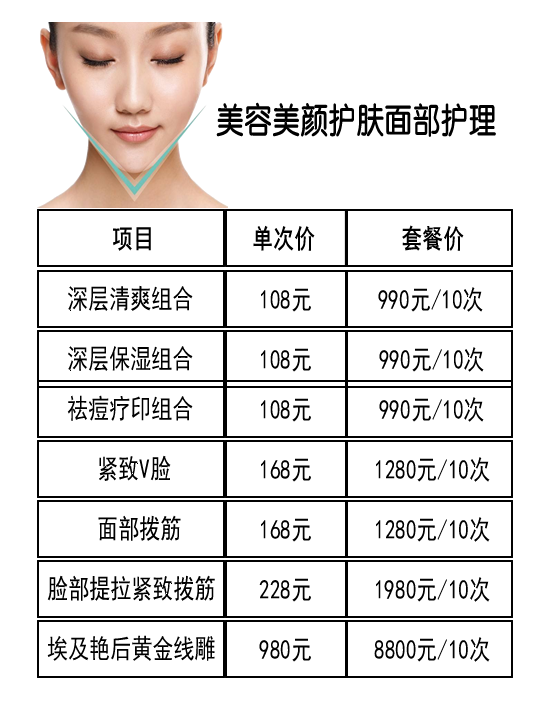 美容美颜护肤面部护理
项目 单次价 套餐价
深层清爽组合 108元 990元/10次
深层保湿组合 108元 990元/10次
祛痘疗印组合 108元 990元/10次
紧致V脸 168元 1280元/10次
面部拨筋 168元 1280元/10次
脸部提拉紧致拨筋 228元 1980元/10次
埃及艳后黄金线雕 980元 8800元/10次